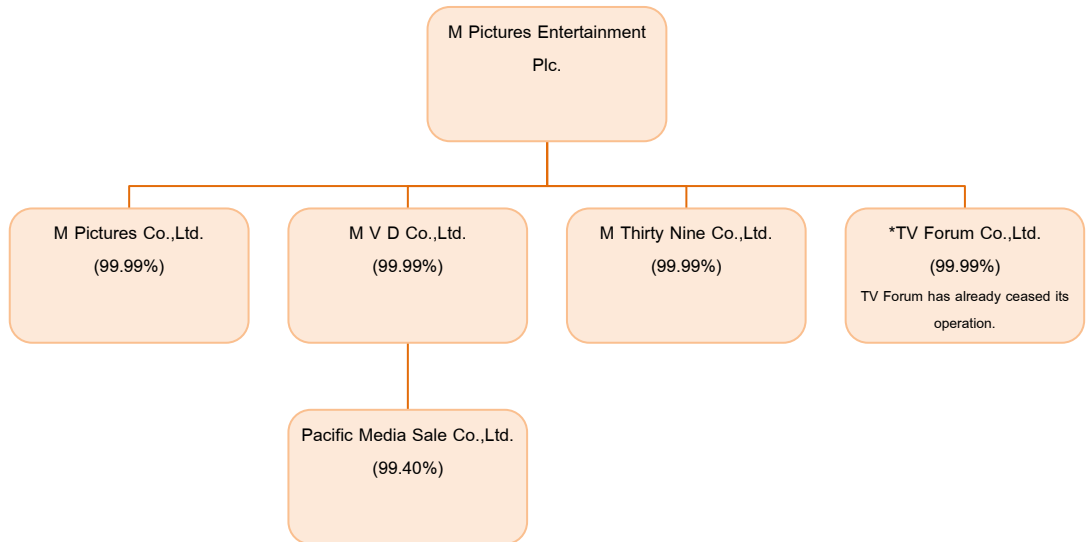 M Pictures Entertainment
Plc.
M Pictures Co.,Ltd.
(99.99%)
M V D Co.,Ltd.
(99.99%)
M Thirty Nine Co.,Ltd.
(99.99%)
*TV Forum Co.,Ltd.
(99.99%)
TV Forum has already ceased its
operation.
Pacific Media Sale Co.,Ltd.
(99.40%)